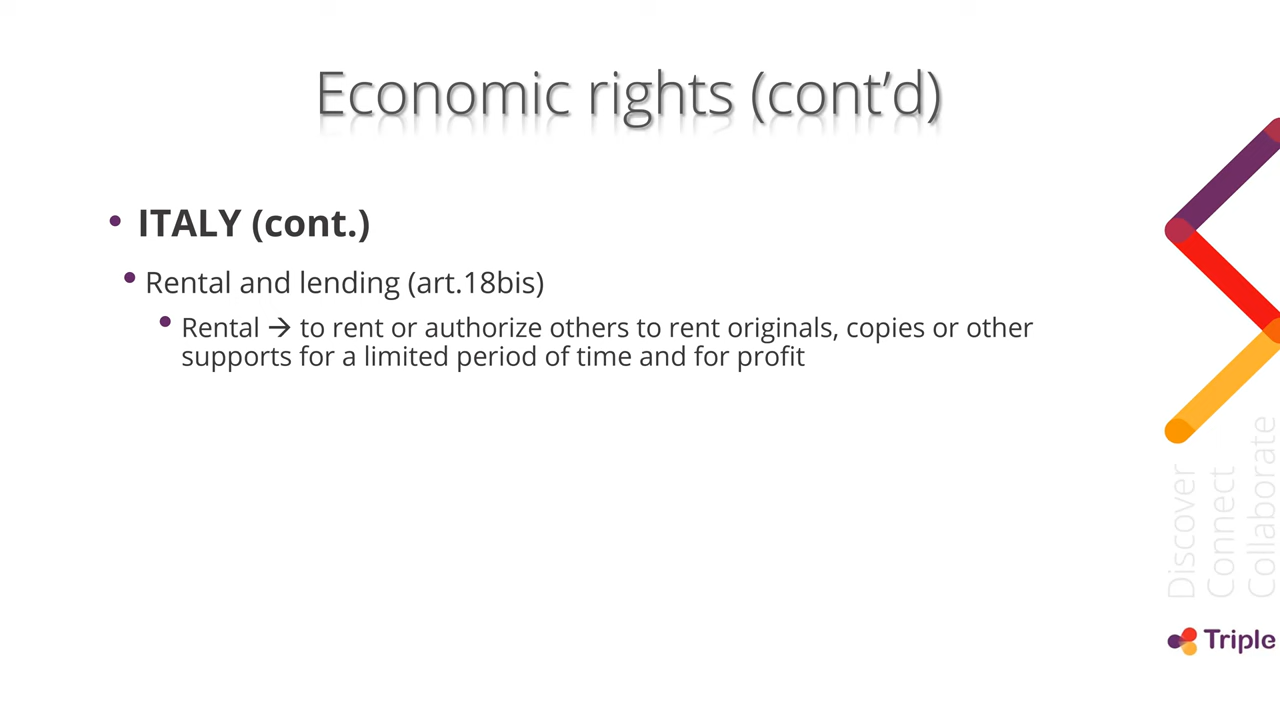 Economic rights (cont’d)
• ITALY (cont.)
• Rental and lending (art.18bis)
• Rental → to rent or authorize others to rent originals, copies or other
supports for a limited period of time and for profit
Discover
Connect
Collaborate
Triple